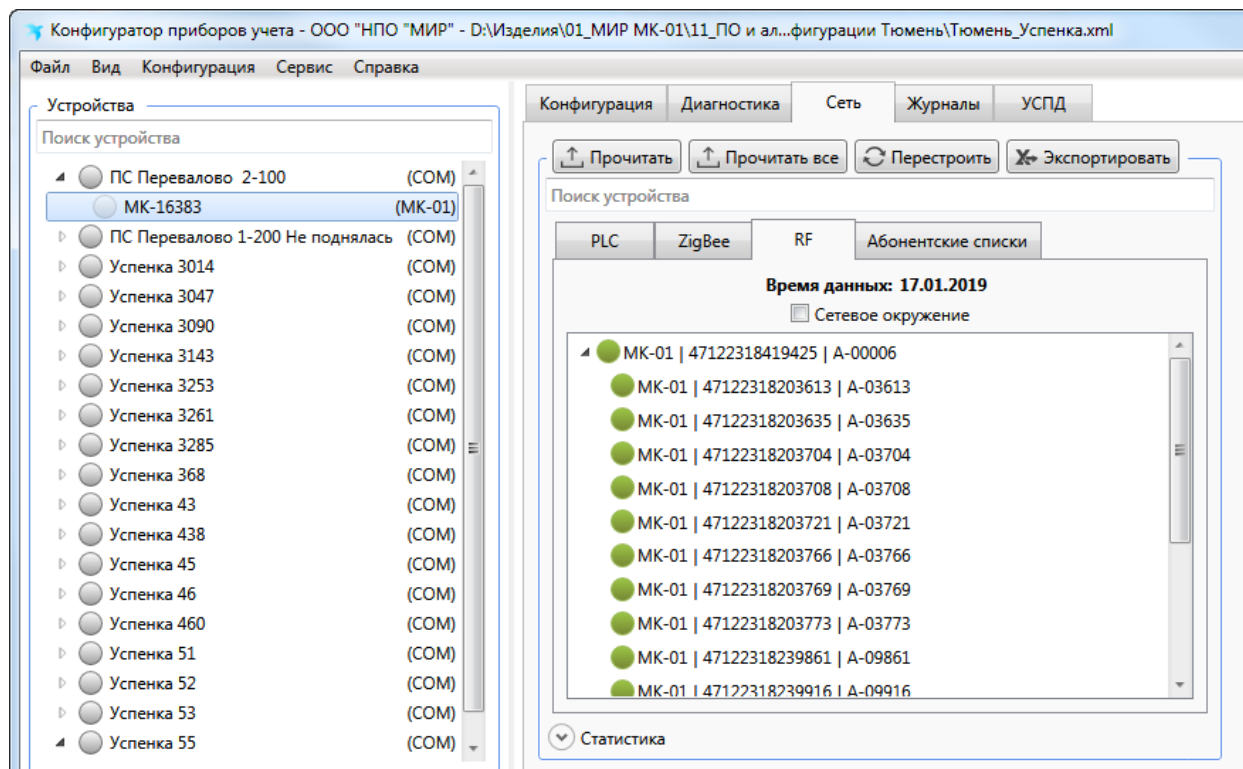 Конфигуратор приборов учета - ООО "НПО "МИР" - D:\Изделия\01_МИР МК-01\11_ПО и ал...фигурации Тюмень\Тюмень_Успенка.xml
Файл Вид Конфигурация Сервис Справка
Устройства
Поиск устройства
ПС Перевалово 2-100 (COM)
МК-16383 (МК-01)
ПС Перевалово 1-200 Не поднялась (COM)
Успенка 3014 (COM)
Успенка 3047 (COM)
Успенка 3090 (COM)
Успенка 3143 (COM)
Успенка 3253 (COM)
Успенка 3261 (COM)
Успенка 3285 (COM)
Успенка 368 (COM)
Успенка 43 (COM)
Успенка 438 (COM)
Успенка 45 (COM)
Успенка 46 (COM)
Успенка 460 (COM)
Успенка 51 (COM)
Успенка 52 (COM)
Успенка 53 (COM)
Успенка 55 (COM)
Конфигурация Диагностика Сеть Журналы УСПД
Прочитать Прочитать все Перестроить Экспортировать
Поиск устройства
PLC ZigBee RF Абонентские списки
Время данных: 17.01.2019
Сетевое окружение
МК-01 | 47122318419425 | A-00006
МК-01 | 47122318203613 | A-03613
МК-01 | 47122318203635 | A-03635
МК-01 | 47122318203704 | A-03704
МК-01 | 47122318203708 | A-03708
МК-01 | 47122318203721 | A-03721
МК-01 | 47122318203766 | A-03766
МК-01 | 47122318203769 | A-03769
МК-01 | 47122318203773 | A-03773
МК-01 | 47122318239861 | A-09861
МК-01 | 47122318239916 | A-09916
Статистика